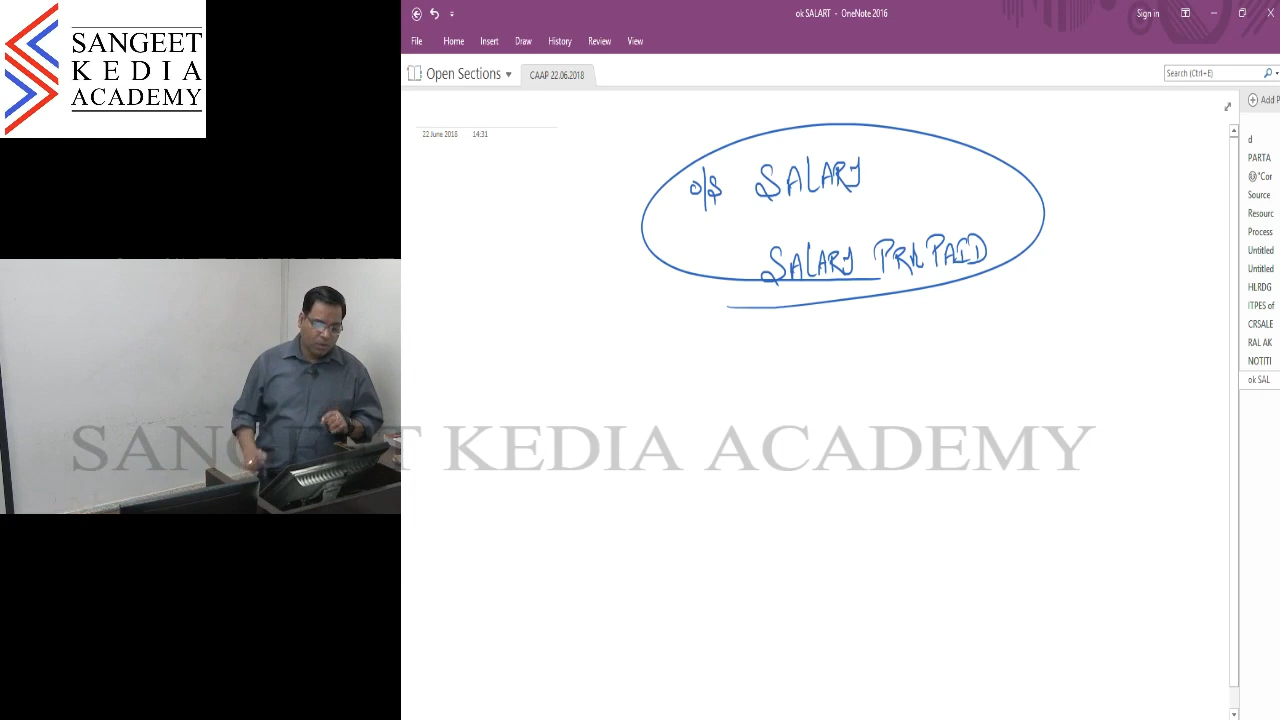 SANGEET
KEDIA
ACADEMY
ok SALART - OneNote 2016
Sign in
File Home Insert Draw History Review View
Open Sections
CAAP 22.06.2018
Search (Ctrl+E)
Add P
22 June 2018 14:31
O/S SALARY
SALARY PREPAID
d
PARTA
"Cor
Source
Resourc
Process
Untitled
Untitled
HLRDG
ITPES of
CRSALE
RAL AK
NOTITI
ok SAL
SANGEET KEDIA ACADEMY